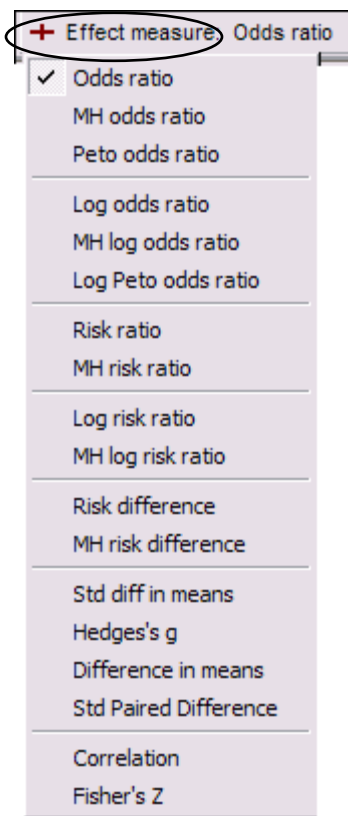 Effect measure: Odds ratio
Odds ratio
MH odds ratio
Peto odds ratio
Log odds ratio
MH log odds ratio
Log Peto odds ratio
Risk ratio
MH risk ratio
Log risk ratio
MH log risk ratio
Risk difference
MH risk difference
Std diff in means
Hedges's g
Difference in means
Std Paired Difference
Correlation
Fisher's Z